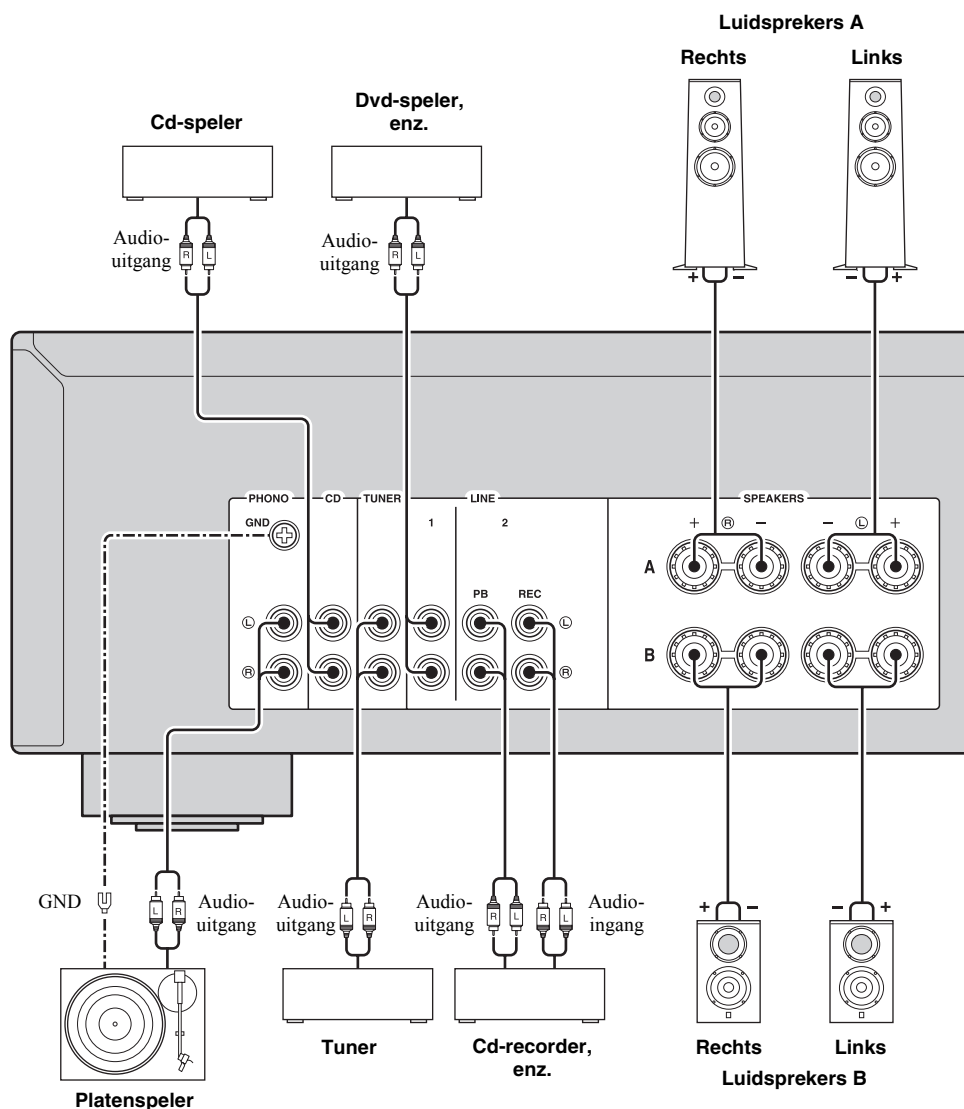 Luidsprekers A
Rechts Links
Dvd-speler,
enz.
Cd-speler
Audio-
uitgang
R L
Audio-
uitgang
R L
+ − − +
PHONO CD TUNER LINE SPEAKERS
GND 1 2 + R − − L +
A
PB REC
L L
B
R R
GND
L R
Audio-
uitgang
Audio-
uitgang
L R
Audio-
uitgang
R L
R L
Audio-
ingang
+ − − +
Platenspeler
Tuner
Cd-recorder,
enz.
Rechts Links
Luidsprekers B